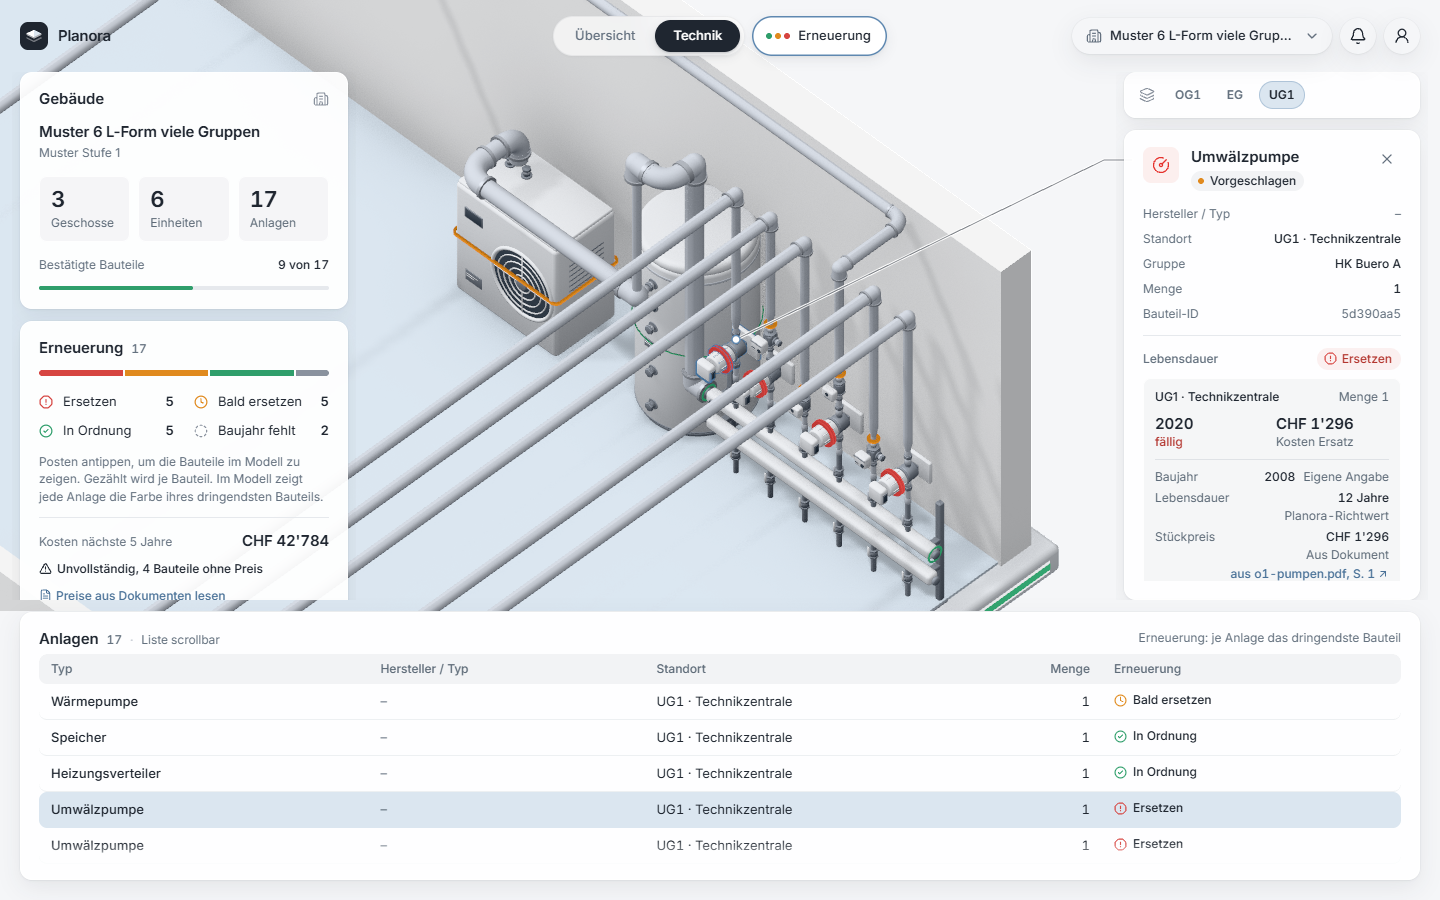 Planora
Übersicht
Technik
Erneuerung
Muster 6 L-Form viele Grup...
Gebäude
Muster 6 L-Form viele Gruppen
Muster Stufe 1
3 6 17
Geschosse Einheiten Anlagen
Bestätigte Bauteile 9 von 17
Erneuerung 17
Ersetzen 5 Bald ersetzen 5
In Ordnung 5 Baujahr fehlt 2
Posten antippen, um die Bauteile im Modell zu
zeigen. Gezählt wird je Bauteil. Im Modell zeigt
jede Anlage die Farbe ihres dringendsten Bauteils.
Kosten nächste 5 Jahre CHF 42'784
Unvollständig, 4 Bauteile ohne Preis
Preise aus Dokumenten lesen
OG1 EG UG1
Umwälzpumpe
Vorgeschlagen
Hersteller / Typ –
Standort UG1 · Technikzentrale
Gruppe HK Buero A
Menge 1
Bauteil-ID 5d390aa5
Lebensdauer Ersetzen
UG1 · Technikzentrale Menge 1
2020 CHF 1'296
fällig Kosten Ersatz
Baujahr 2008 Eigene Angabe
Lebensdauer 12 Jahre
Planora-Richtwert
Stückpreis CHF 1'296
Aus Dokument
aus o1-pumpen.pdf, S. 1 ↗
Anlagen 17 · Liste scrollbar Erneuerung: je Anlage das dringendste Bauteil
Typ Hersteller / Typ Standort Menge Erneuerung
Wärmepumpe – UG1 · Technikzentrale 1 Bald ersetzen
Speicher – UG1 · Technikzentrale 1 In Ordnung
Heizungsverteiler – UG1 · Technikzentrale 1 In Ordnung
Umwälzpumpe – UG1 · Technikzentrale 1 Ersetzen
Umwälzpumpe – UG1 · Technikzentrale 1 Ersetzen